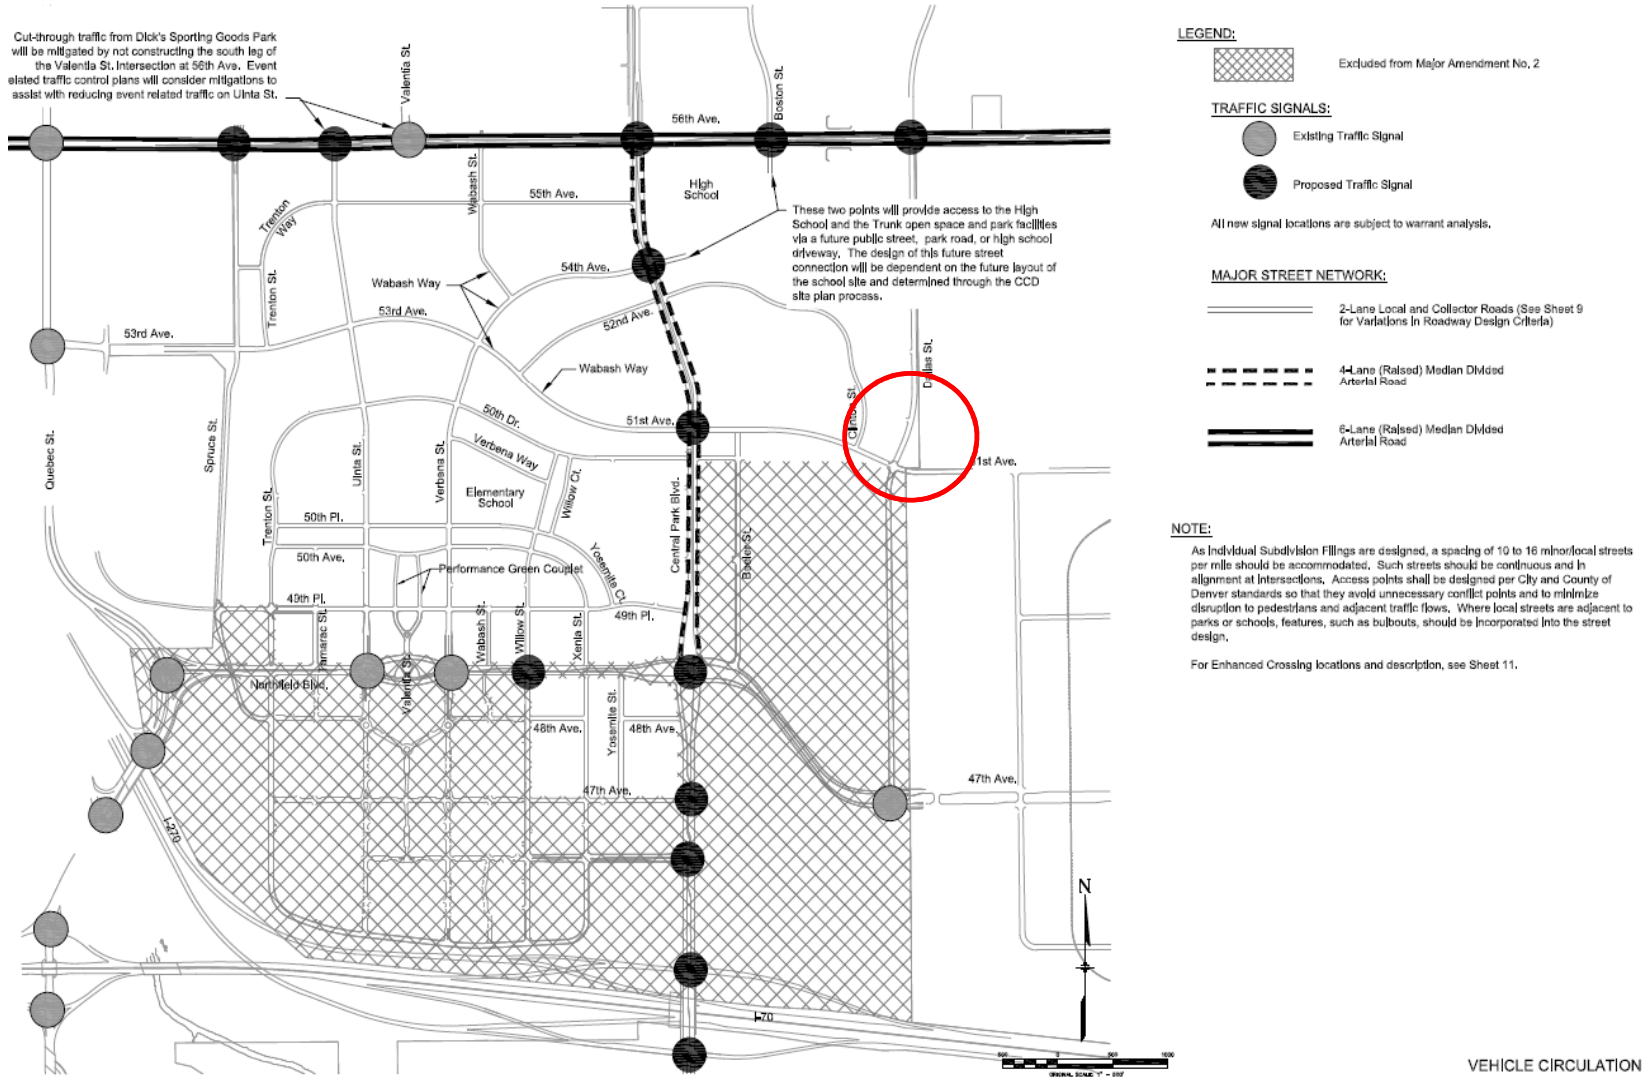 Cut-through traffic from Dick's Sporting Goods Park
will be mitigated by not constructing the south leg of
the Valentia St. Intersection at 56th Ave.  Event
elated traffic control plans will consider mitigations to
assist with reducing event related traffic on Uinta St.
Valentia St.
Boston St.
56th Ave.
Wabash St.
55th Ave.
High
School
Trenton
Way
These two points will provide access to the High
School and the Trunk open space and park facilities
via a future public street, park road, or high school
driveway.  The design of this future street
connection will be dependent on the future layout of
the school site and determined through the CCD
site plan process.
54th Ave.
Wabash Way
Trenton St.
53rd Ave.
52nd Ave.
53rd Ave.
Dallas St.
Wabash Way
Clinton St.
50th Dr.
51st Ave.
Quebec St.
Spruce St.
Uinta St.
Verbena St.
Verbena Way
1st Ave.
Elementary
School
Willow Ct.
Central Park Blvd.
Trenton St.
50th Pl.
50th Ave.
Yosemite Ct.
Beeler St.
Performance Green Couplet
49th Pl.
49th Pl.
Tamarac St.
Wabash St.
Willow St.
Xenia St.
Valentia St.
Northfield Blvd.
Yosemite St.
48th Ave.
48th Ave.
47th Ave.
47th Ave.
I-270
I-70
N
500
0
500
1000
ORIGINAL SCALE: 1" = 500'
LEGEND:
Excluded from Major Amendment No. 2
TRAFFIC SIGNALS:
Existing Traffic Signal
Proposed Traffic Signal
All new signal locations are subject to warrant analysis.
MAJOR STREET NETWORK:
2-Lane Local and Collector Roads (See Sheet 9
for Variations in Roadway Design Criteria)
4-Lane (Raised) Median Divided
Arterial Road
6-Lane (Raised) Median Divided
Arterial Road
NOTE:
As Individual Subdivision Filings are designed, a spacing of 10 to 16 minor/local streets
per mile should be accommodated.  Such streets should be continuous and in
alignment at intersections.  Access points shall be designed per City and County of
Denver standards so that they avoid unnecessary conflict points and to minimize
disruption to pedestrians and adjacent traffic flows.  Where local streets are adjacent to
parks or schools, features, such as bulbouts, should be incorporated into the street
design.
For Enhanced Crossing locations and description, see Sheet 11.
VEHICLE CIRCULATION